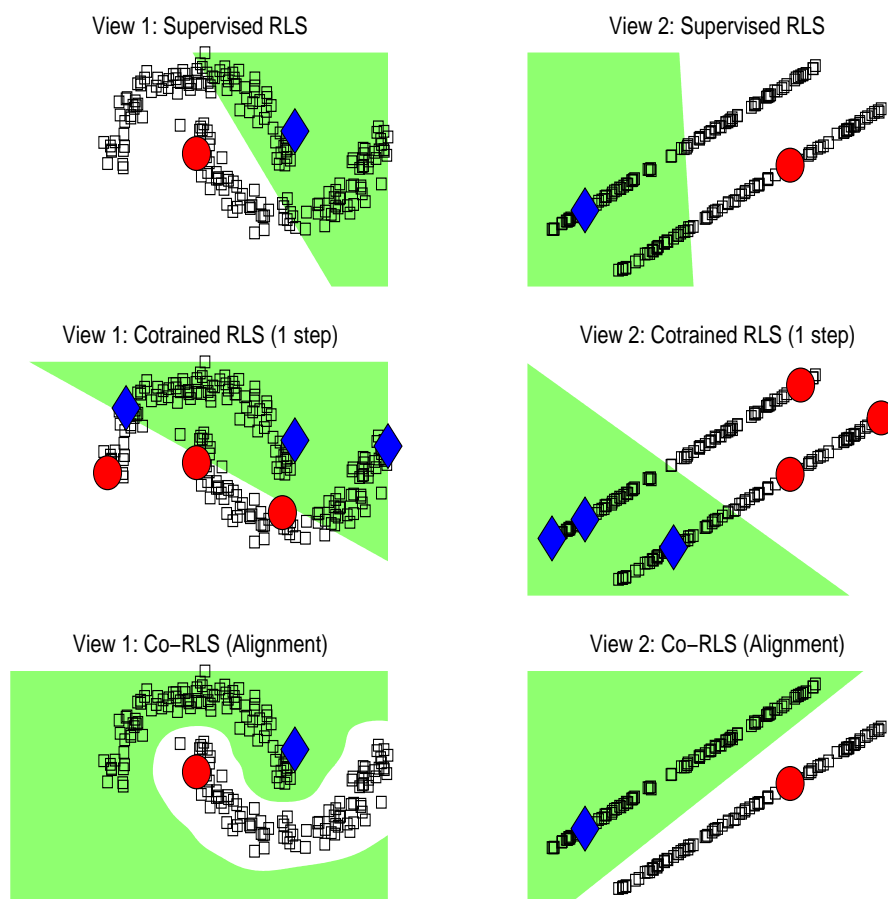 View 1: Supervised RLS
View 2: Supervised RLS
View 1: Cotrained RLS (1 step)
View 2: Cotrained RLS (1 step)
View 1: Co−RLS (Alignment)
View 2: Co−RLS (Alignment)